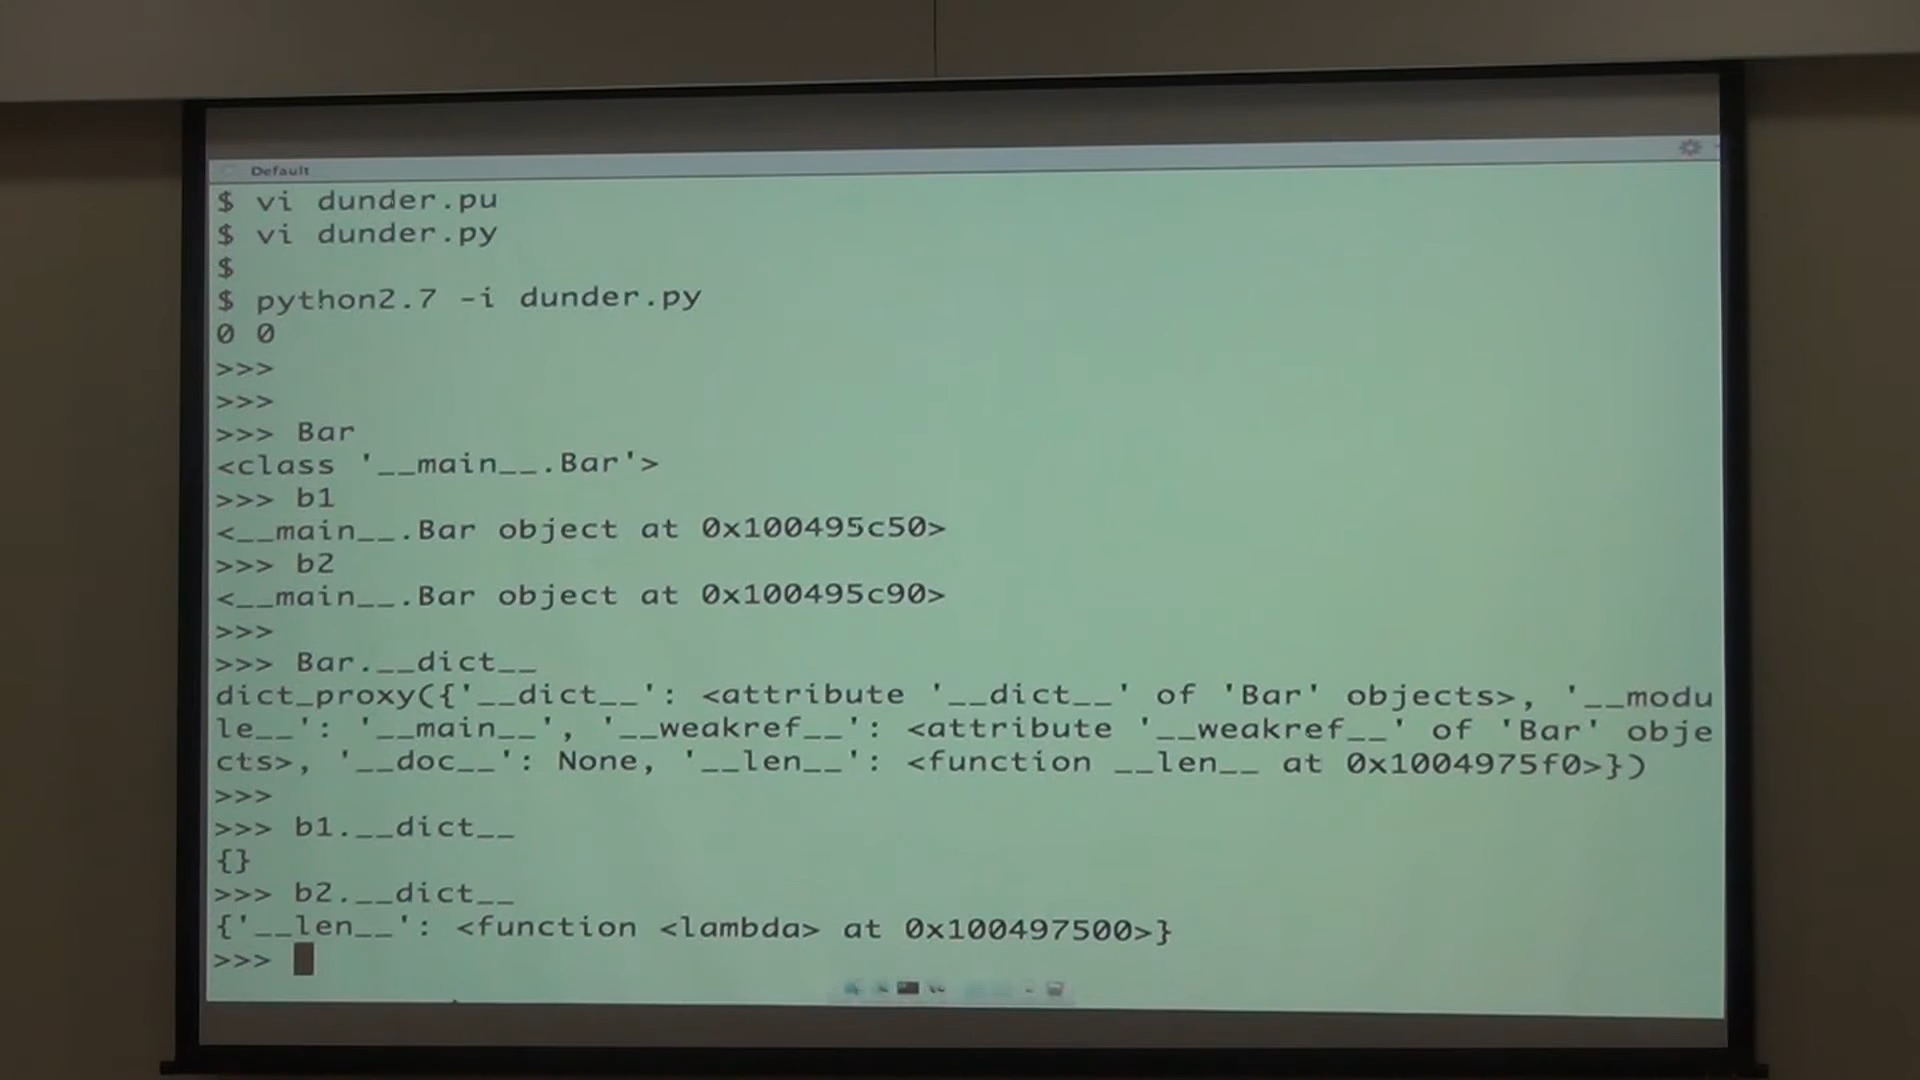 Default
$ vi dunder.pu
$ vi dunder.py
$
$ python2.7 -i dunder.py
0 0
>>>
>>>
>>> Bar
<class '__main__.Bar'>
>>> b1
<__main__.Bar object at 0x100495c50>
>>> b2
<__main__.Bar object at 0x100495c90>
>>>
>>> Bar.__dict__
dict_proxy({'__dict__': <attribute '__dict__' of 'Bar' objects>, '__modu
le__': '__main__', '__weakref__': <attribute '__weakref__' of 'Bar' obje
cts>, '__doc__': None, '__len__': <function __len__ at 0x1004975f0>})
>>>
>>> b1.__dict__
{}
>>> b2.__dict__
{'__len__': <function <lambda> at 0x100497500>}
>>>